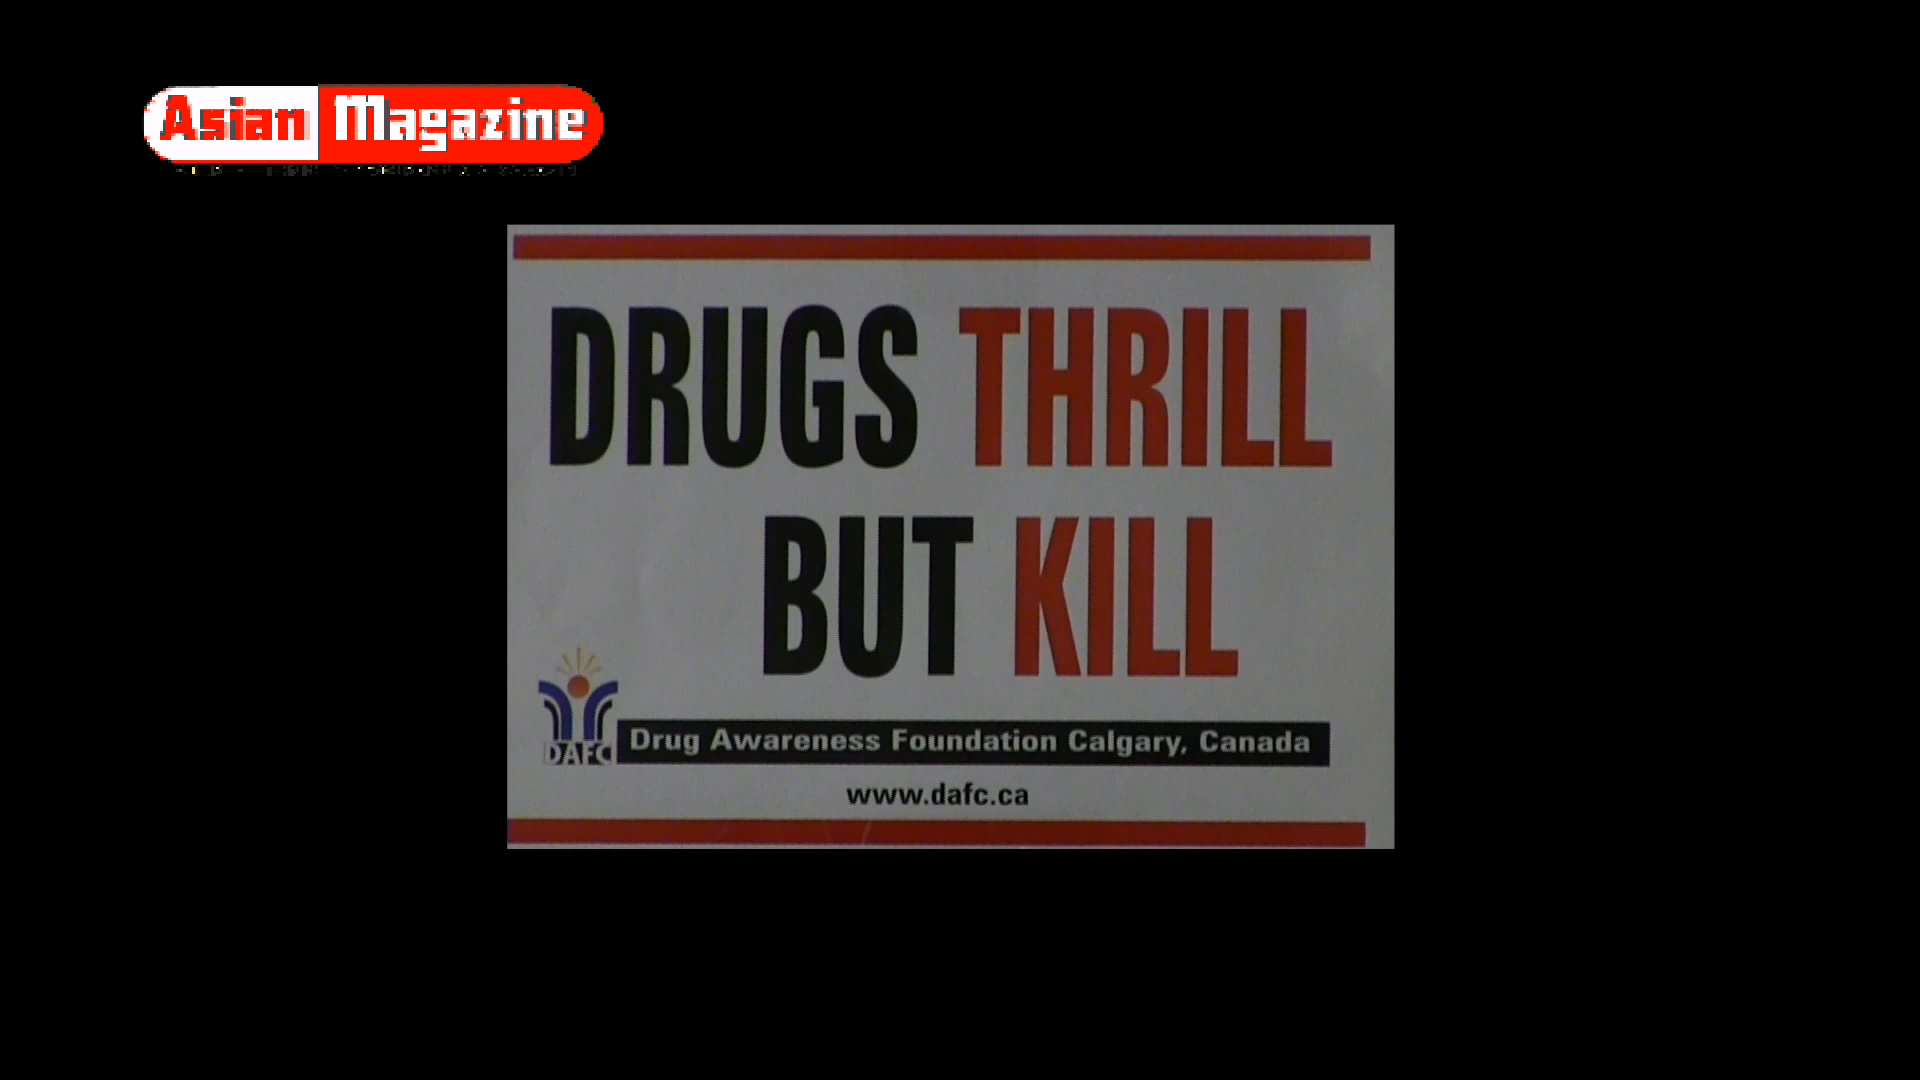 Asian Magazine
DRUGS THRILL
BUT KILL
DAFC
Drug Awareness Foundation Calgary, Canada
www.dafc.ca